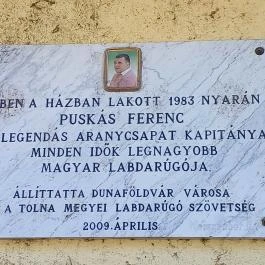 BEN A HÁZBAN LAKOTT 1983 NYARÁN
PUSKÁS FERENC
LEGENDÁS ARANYCSAPAT KAPITÁNYA
MINDEN IDŐK LEGNAGYOBB
MAGYAR LABDARÚGÓJA.
ÁLLÍTTATTA DUNAFÖLDVÁR VÁROSA
A TOLNA MEGYEI LABDARÚGÓ SZÖVETSÉG
2009.ÁPRILIS